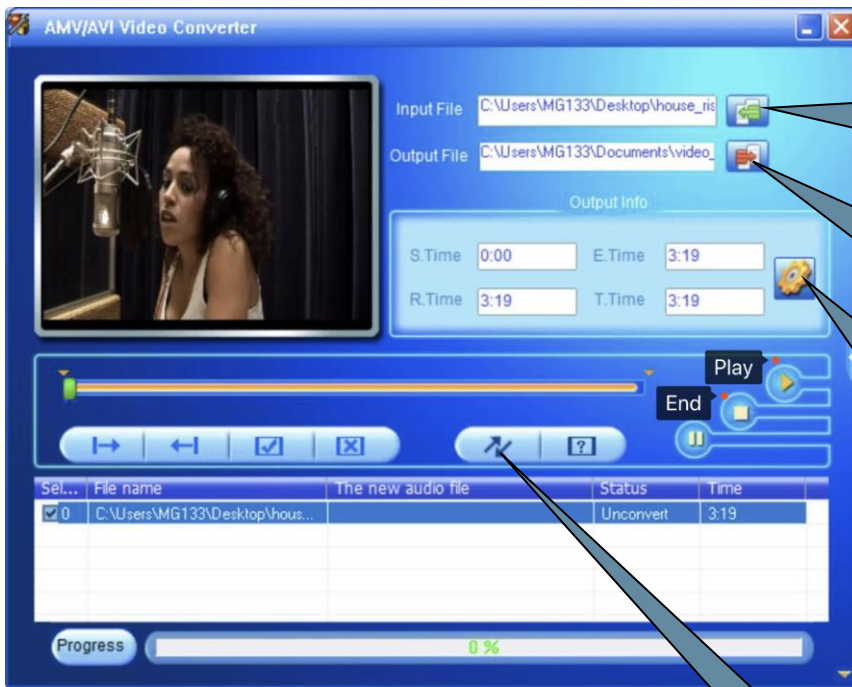 AMV/AVI Video Converter
Input File C:\Users\MG133\Desktop\house_ris
Output File C:\Users\MG133\Documents\video_
Output Info
S.Time 0:00 E.Time 3:19
R.Time 3:19 T.Time 3:19
Play
End
Sel... File name The new audio file Status Time
0 C:\Users\MG133\Desktop\hous... Unconvert 3:19
Progress 0 %